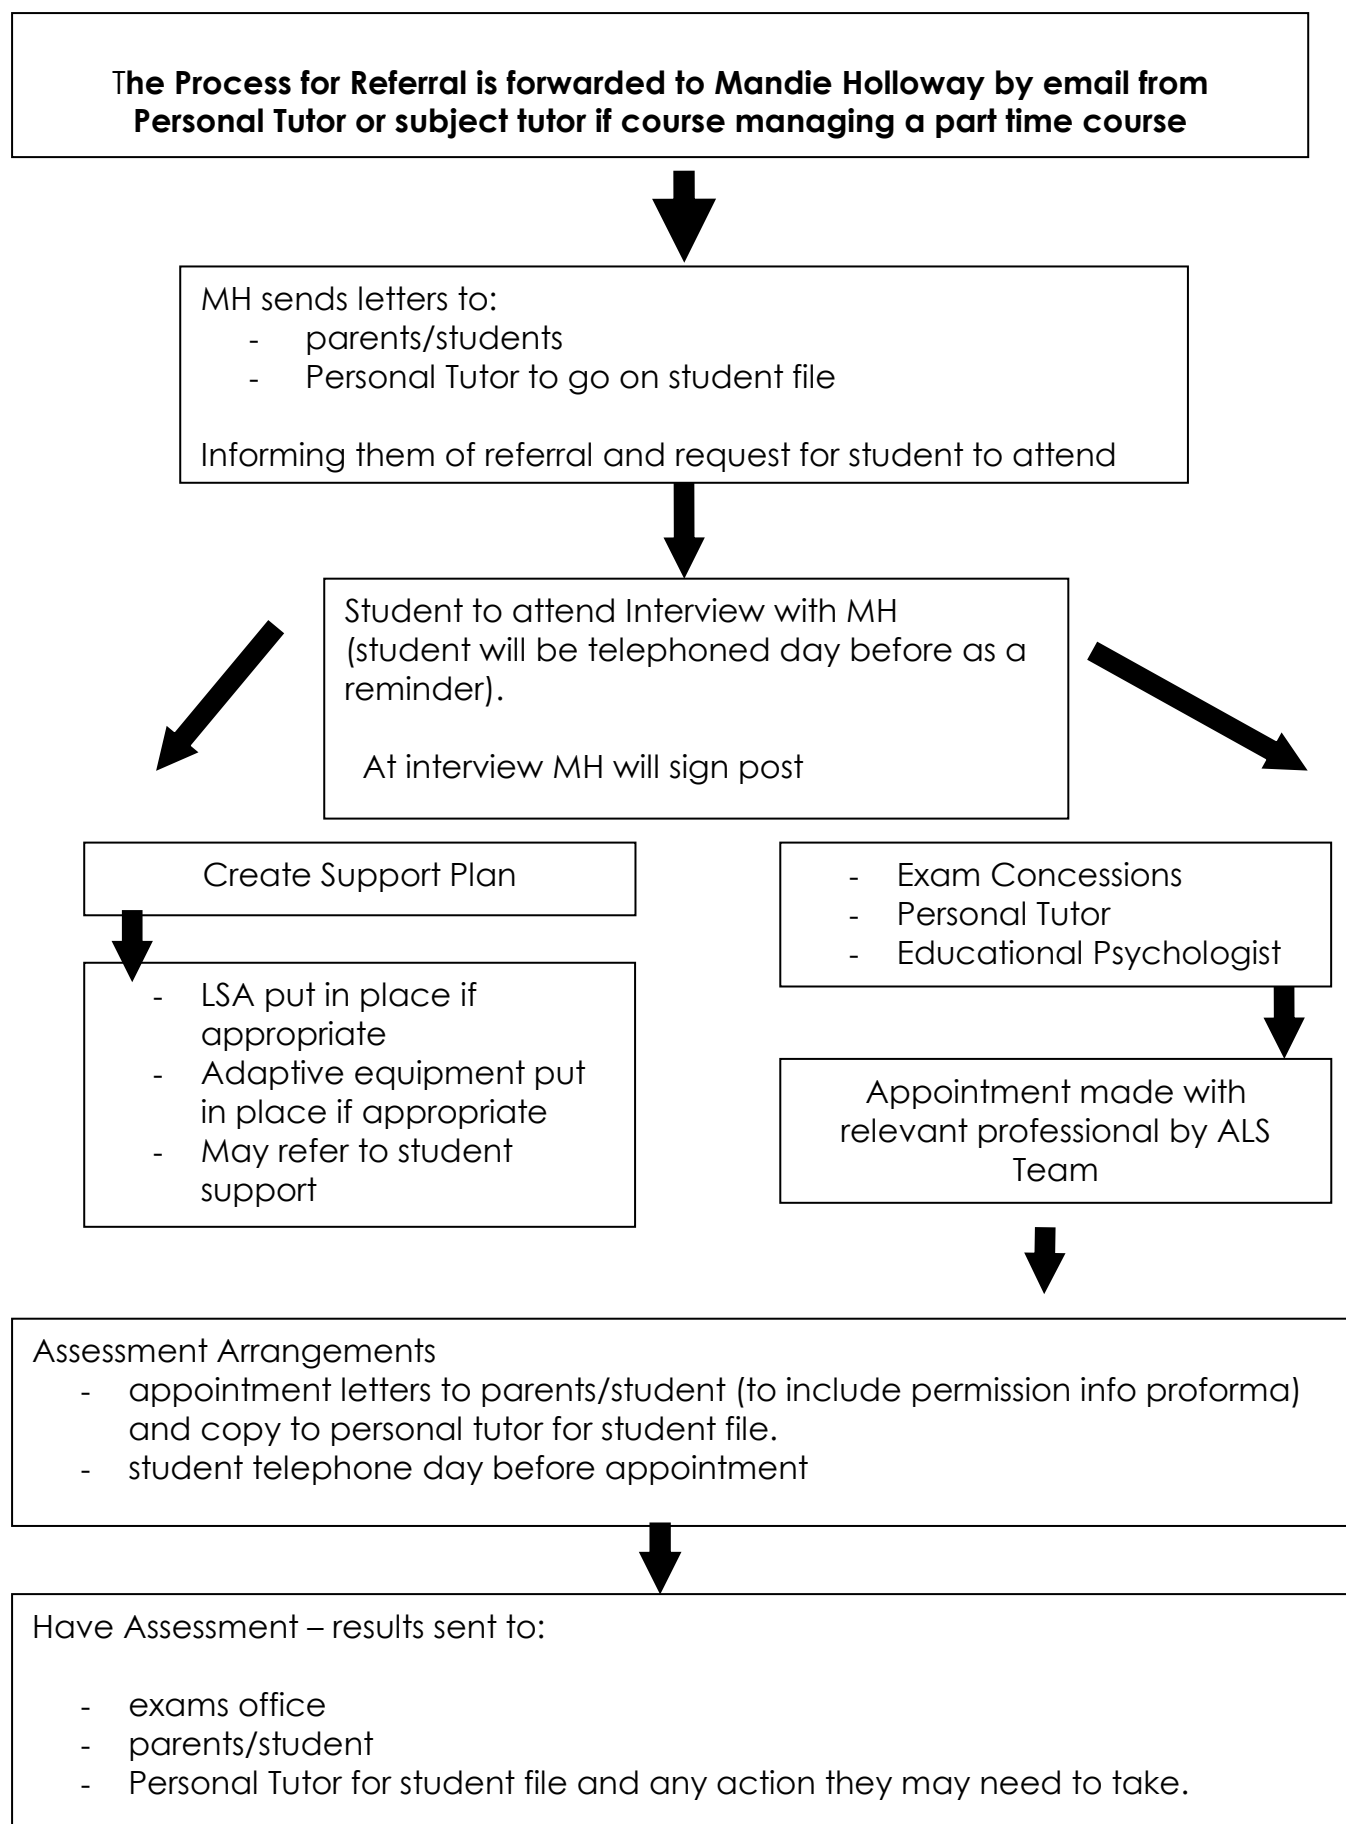 The Process for Referral is forwarded to Mandie Holloway by email from
Personal Tutor or subject tutor if course managing a part time course
MH sends letters to:
- parents/students
- Personal Tutor to go on student file
Informing them of referral and request for student to attend
Student to attend Interview with MH
(student will be telephoned day before as a
reminder).
At interview MH will sign post
Create Support Plan
- LSA put in place if
appropriate
- Adaptive equipment put
in place if appropriate
- May refer to student
support
- Exam Concessions
- Personal Tutor
- Educational Psychologist
Appointment made with
relevant professional by ALS
Team
Assessment Arrangements
- appointment letters to parents/student (to include permission info proforma)
and copy to personal tutor for student file.
- student telephone day before appointment
Have Assessment – results sent to:
- exams office
- parents/student
- Personal Tutor for student file and any action they may need to take.